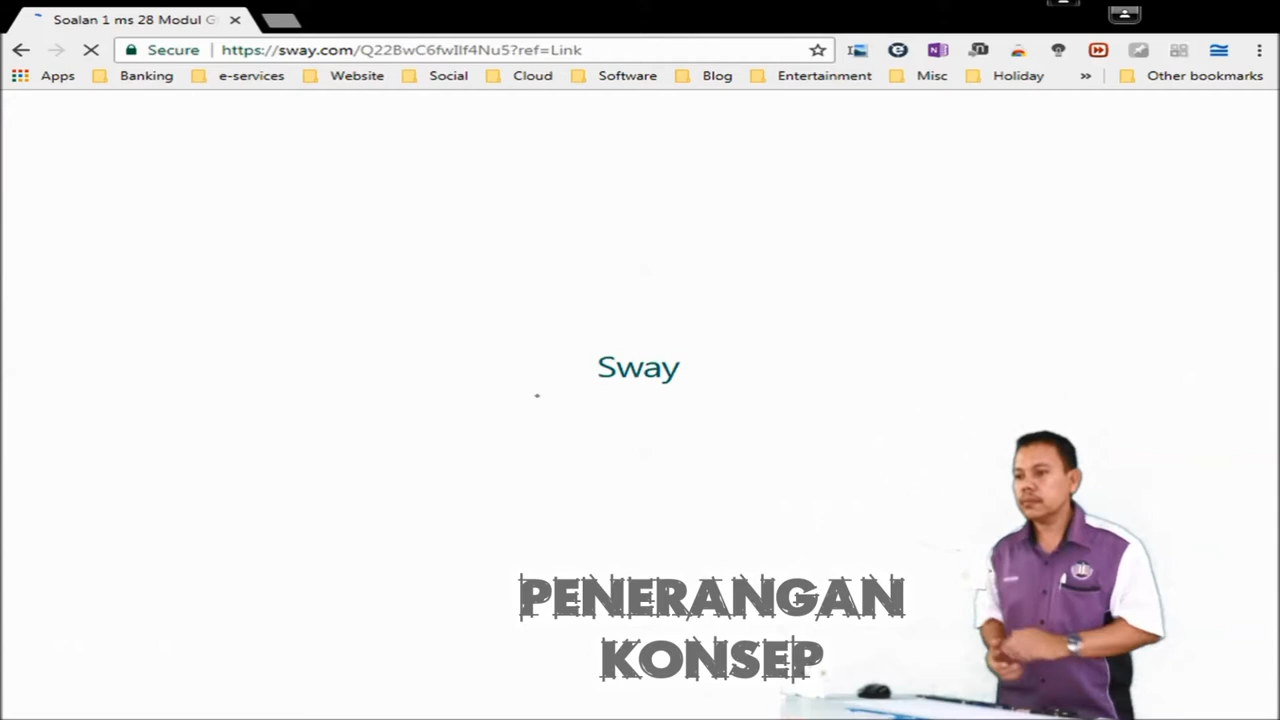 Soalan 1 ms 28 Modul G
Secure
https://sway.com/Q22BwC6fwIlf4Nu5?ref=Link
Apps Banking e-services Website Social Cloud Software Blog Entertainment Misc Holiday » Other bookmarks
Sway
PENERANGAN
KONSEP